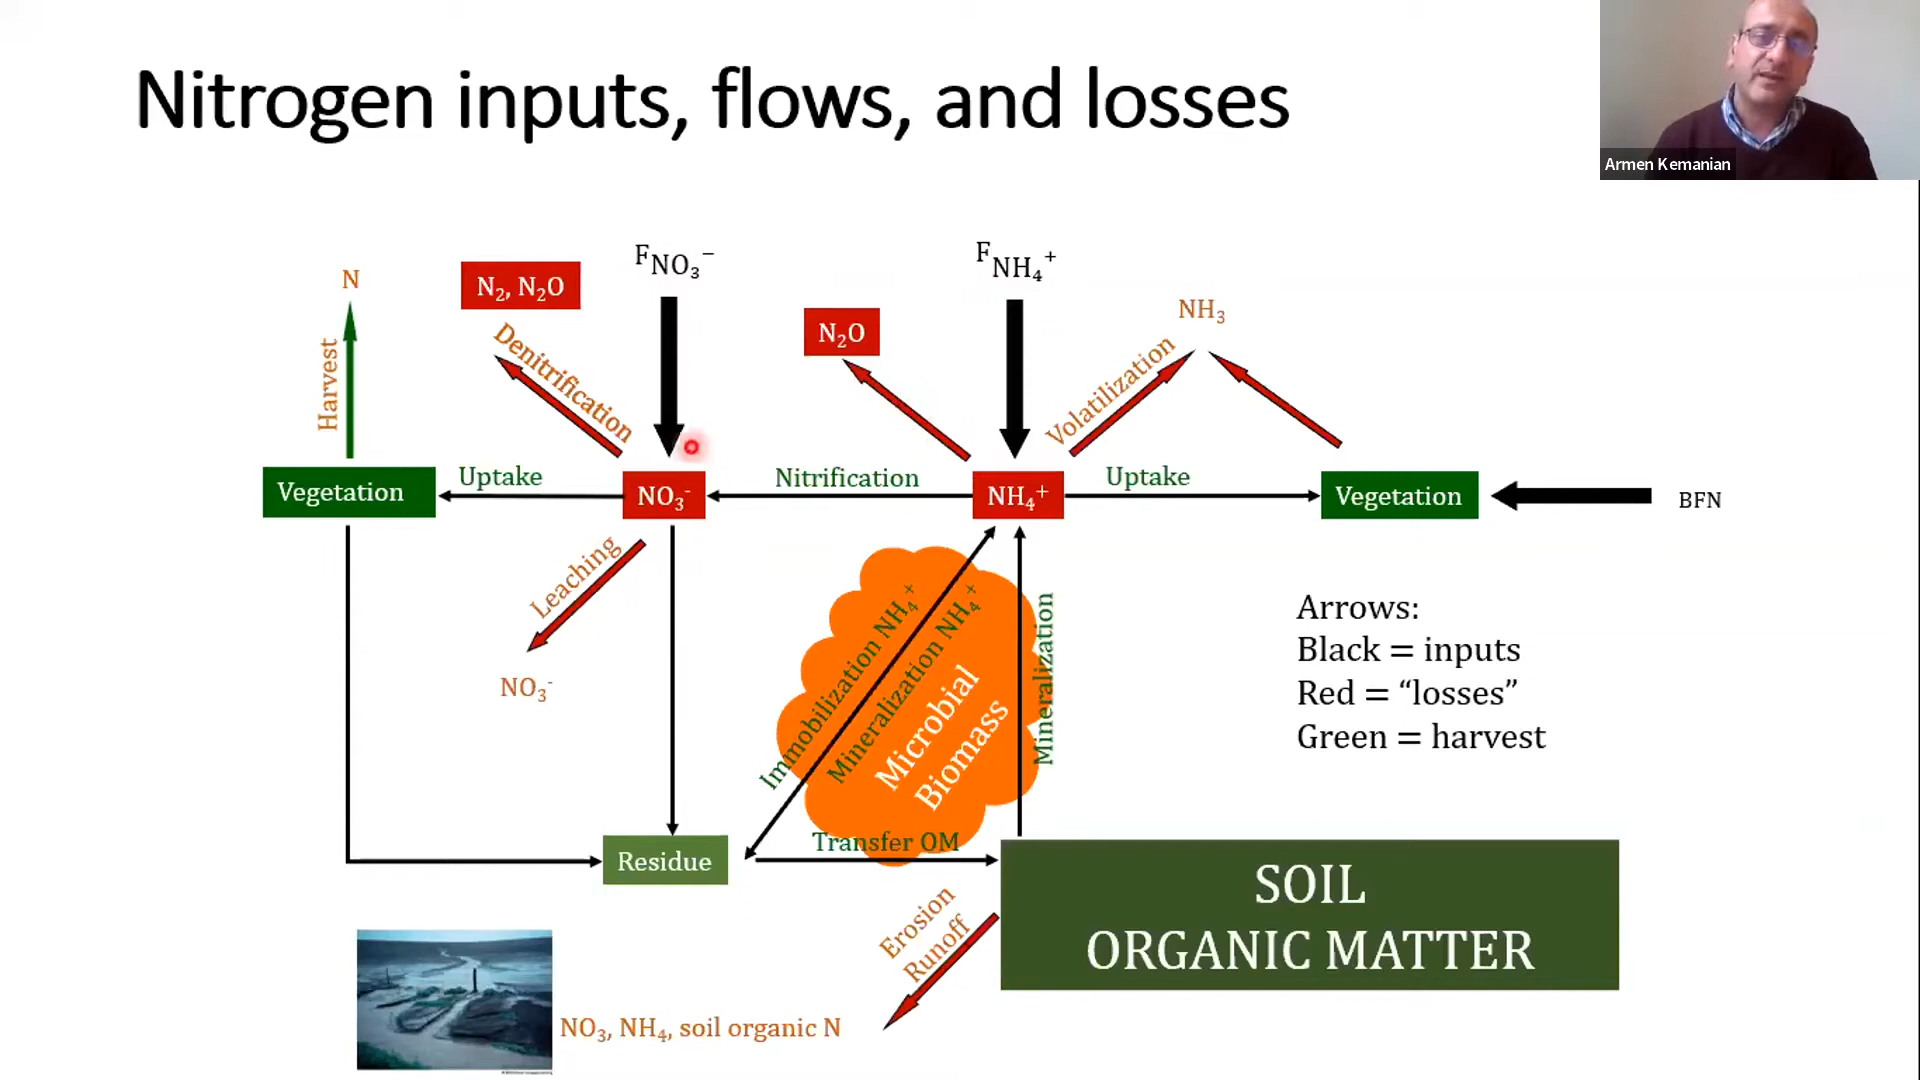 Nitrogen inputs, flows, and losses
Armen Kemanian
N
N₂, N₂O
F NO₃⁻
F NH₄⁺
N₂O
NH₃
Harvest
Denitrification
Volatilization
Vegetation
Uptake
NO₃⁻
Nitrification
NH₄⁺
Uptake
Vegetation
BFN
Leaching
NO₃⁻
Immobilization NH₄⁺
Mineralization NH₄⁺
Microbial
Biomass
Mineralization
Arrows:
Black = inputs
Red = “losses”
Green = harvest
Residue
Transfer OM
SOIL
ORGANIC MATTER
Erosion
Runoff
NO₃, NH₄, soil organic N